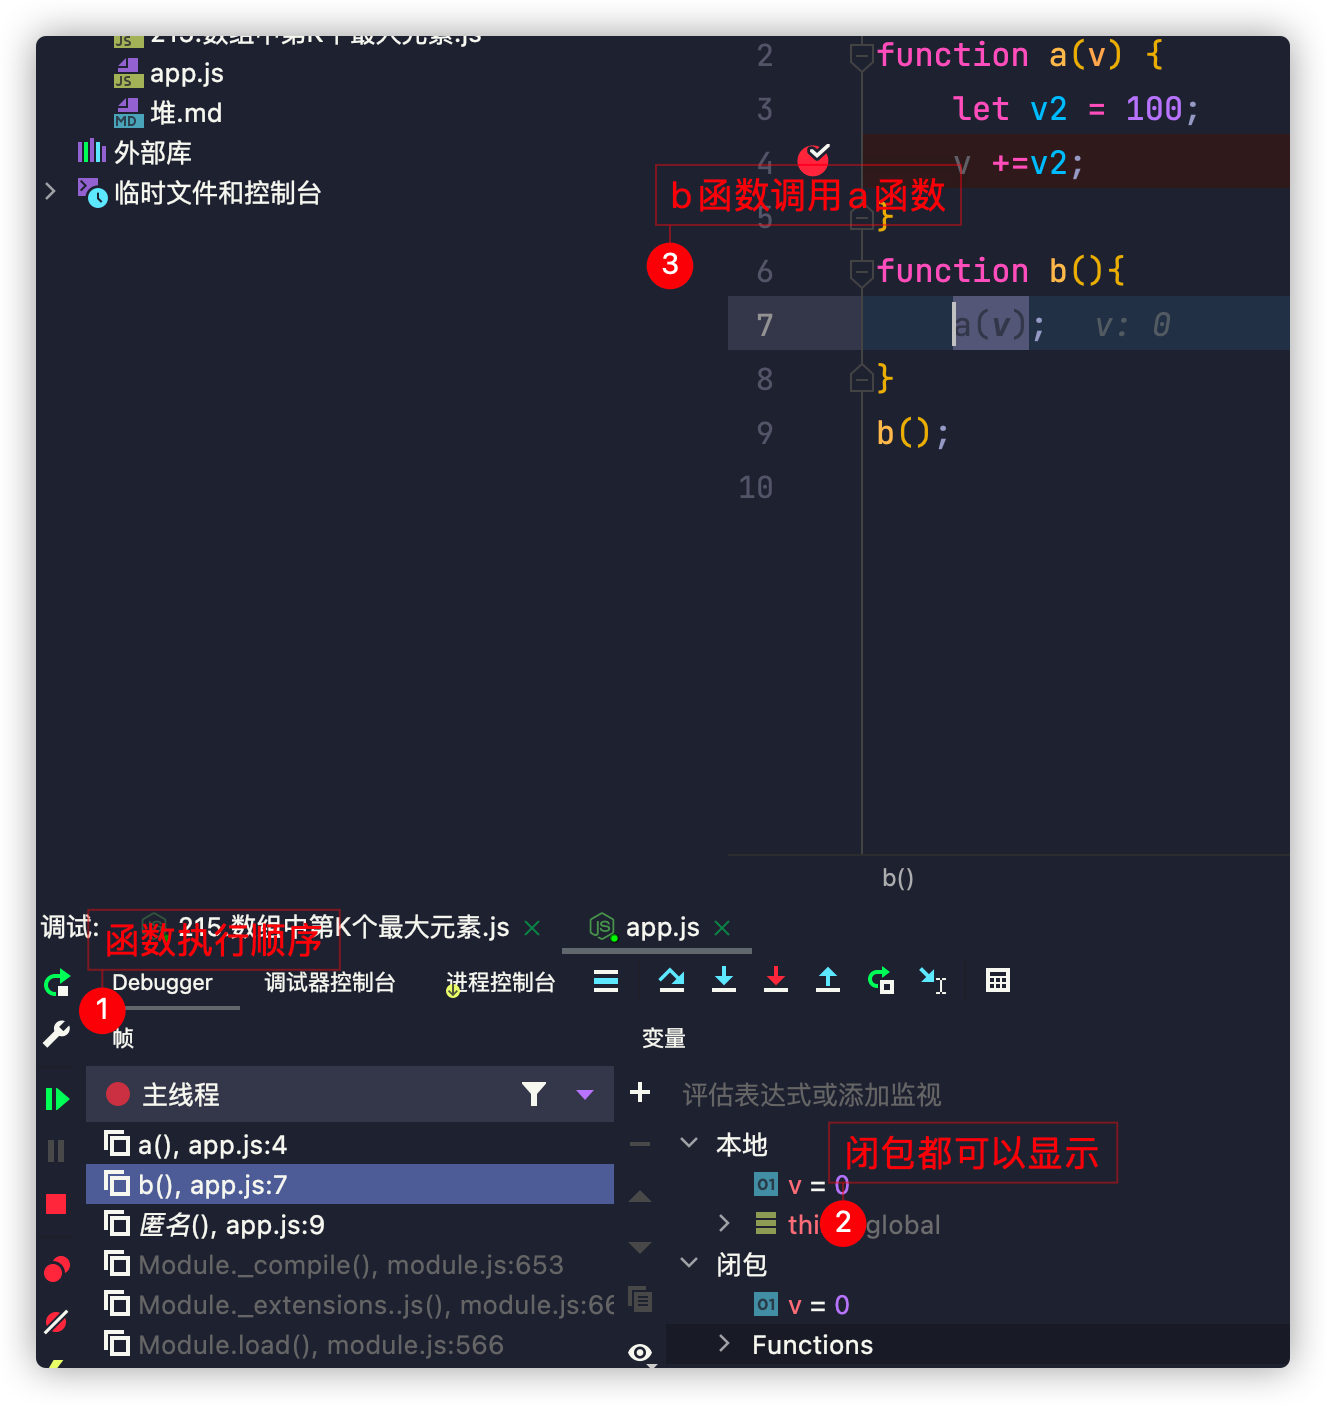 215.数组中第K个最大元素.js
app.js
堆.md
外部库
临时文件和控制台
2 function a(v) {
3 let v2 = 100;
4 v +=v2;
b函数调用a函数
5 }
3
6 function b(){
7 a(v); v: 0
8 }
9 b();
10
b()
调试: 215.数组中第K个最大元素.js app.js
函数执行顺序
Debugger 调试器控制台 进程控制台
1
帧 变量
主线程
评估表达式或添加监视
a(), app.js:4
b(), app.js:7
匿名(), app.js:9
Module._compile(), module.js:653
Module._extensions..js(), module.js:66
Module.load(), module.js:566
本地
闭包都可以显示
01 v = 0
2
thi global
闭包
01 v = 0
Functions